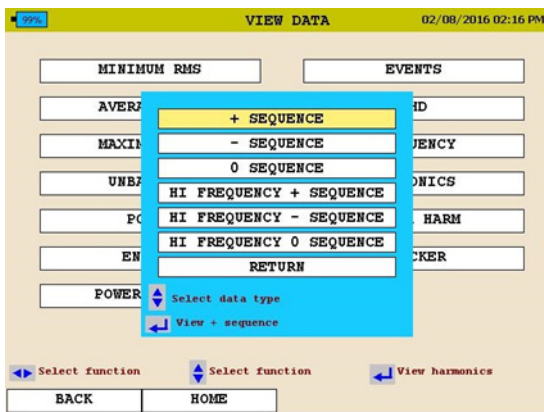 99% VIEW DATA 02/08/2016 02:16 PM
MINIMUM RMS EVENTS
+ SEQUENCE
- SEQUENCE
0 SEQUENCE
HI FREQUENCY + SEQUENCE
HI FREQUENCY - SEQUENCE
HARM
HI FREQUENCY 0 SEQUENCE
RETURN
POWER
Select data type
View + sequence
Select function Select function View harmonics
BACK HOME